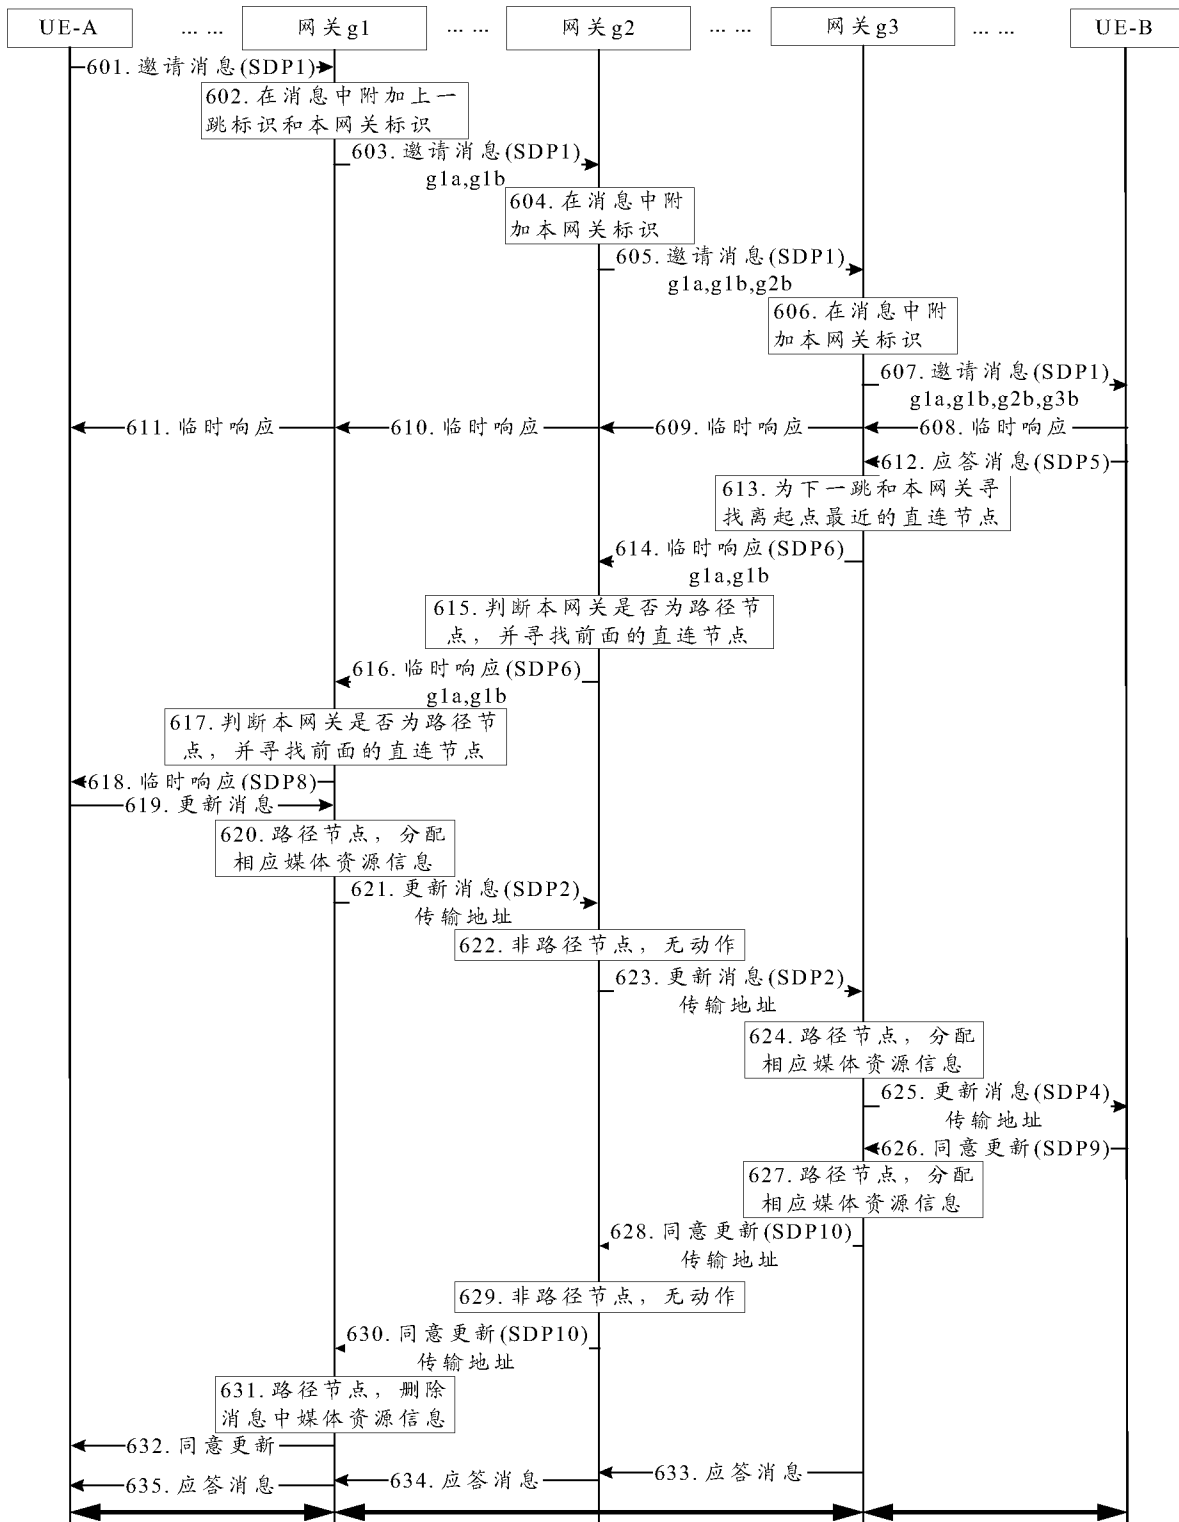 UE-A
... ...
网关g1
... ...
网关g2
... ...
网关g3
... ...
UE-B
601.邀请消息(SDP1)
602.在消息中附加上一
跳标识和本网关标识
603.邀请消息(SDP1)
g1a,g1b
604.在消息中附
加本网关标识
605.邀请消息(SDP1)
g1a,g1b,g2b
606.在消息中附
加本网关标识
607.邀请消息(SDP1)
g1a,g1b,g2b,g3b
611.临时响应
610.临时响应
609.临时响应
608.临时响应
612.应答消息(SDP5)
613.为下一跳和本网关寻
找离起点最近的直连节点
614.临时响应(SDP6)
g1a,g1b
615.判断本网关是否为路径节
点，并寻找前面的直连节点
616.临时响应(SDP6)
g1a,g1b
617.判断本网关是否为路径节
点，并寻找前面的直连节点
618.临时响应(SDP8)
619.更新消息
620.路径节点，分配
相应媒体资源信息
621.更新消息(SDP2)
传输地址
622.非路径节点，无动作
623.更新消息(SDP2)
传输地址
624.路径节点，分配
相应媒体资源信息
625.更新消息(SDP4)
传输地址
626.同意更新(SDP9)
627.路径节点，分配
相应媒体资源信息
628.同意更新(SDP10)
传输地址
629.非路径节点，无动作
630.同意更新(SDP10)
传输地址
631.路径节点，删除
消息中媒体资源信息
632.同意更新
633.应答消息
634.应答消息
635.应答消息